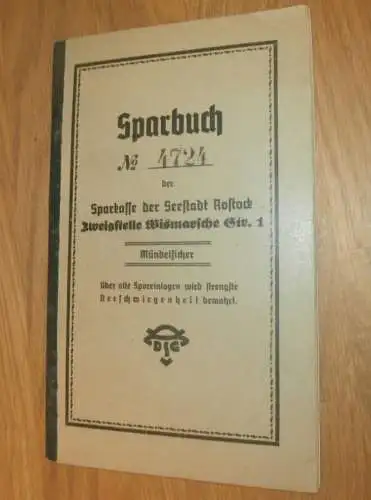 Sparbuch
№ 4724
der
Sparkasse der Seestadt Rostock
Zweigstelle Wismarsche Str. 1
Mündelsicher
Über alle Spareinlagen wird strengste
Verschwiegenheit bewahrt.